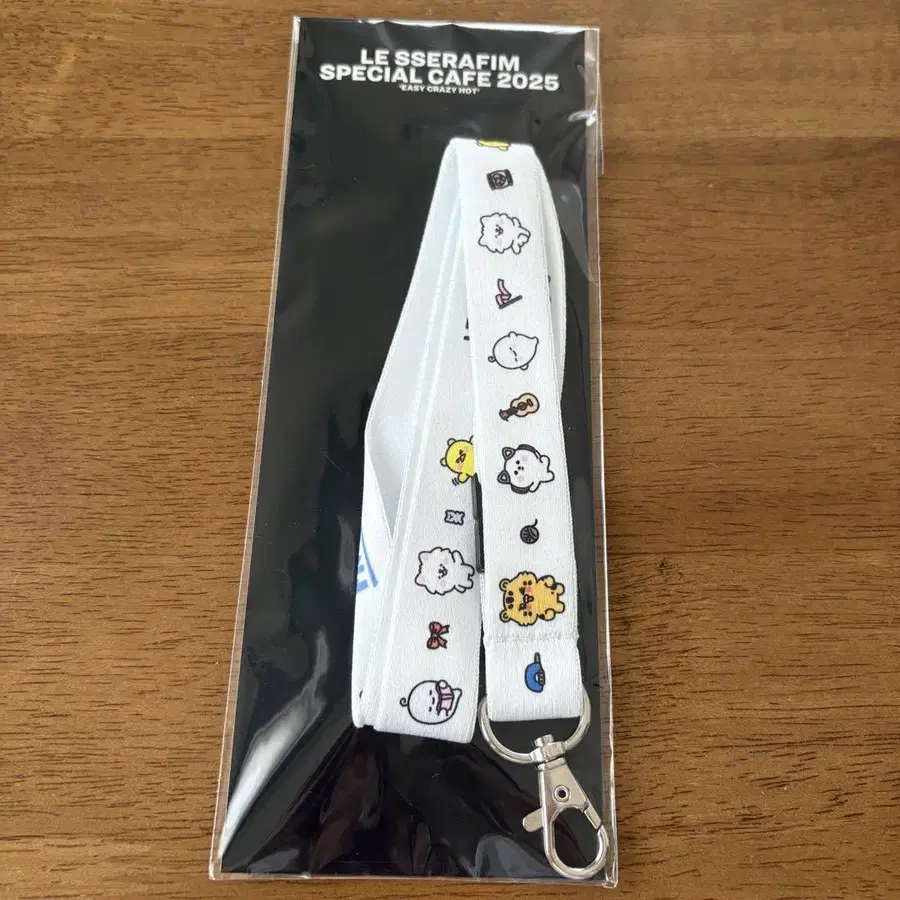 LE SSERAFIM
SPECIAL CAFE 2025
'EASY CRAZY HOT'